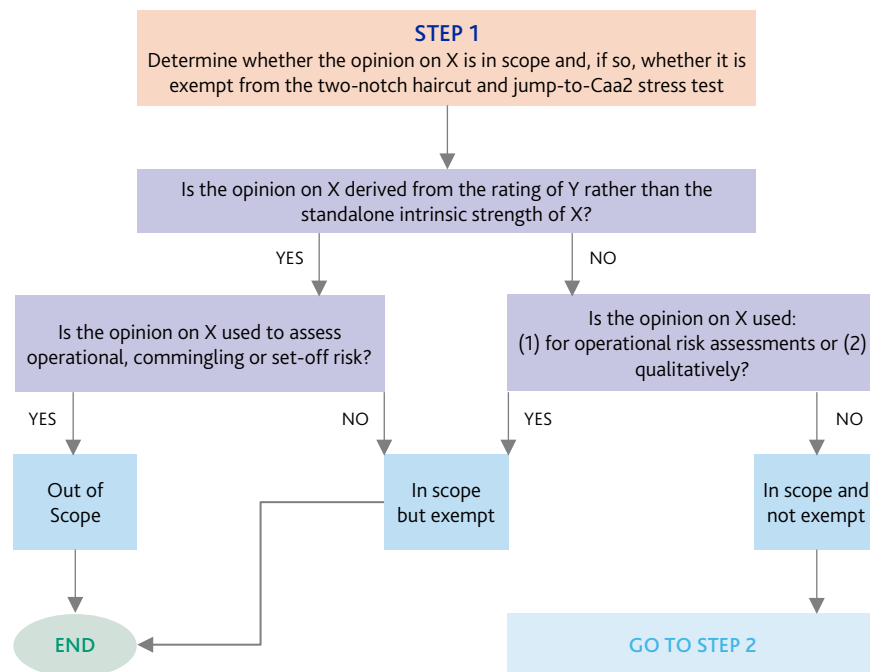 STEP 1
Determine whether the opinion on X is in scope and, if so, whether it is
exempt from the two-notch haircut and jump-to-Caa2 stress test
Is the opinion on X derived from the rating of Y rather than the
standalone intrinsic strength of X?
YES
NO
Is the opinion on X used to assess
operational, commingling or set-off risk?
Is the opinion on X used:
(1) for operational risk assessments or (2)
qualitatively?
YES
NO
YES
NO
Out of
Scope
In scope
but exempt
In scope and
not exempt
END
GO TO STEP 2